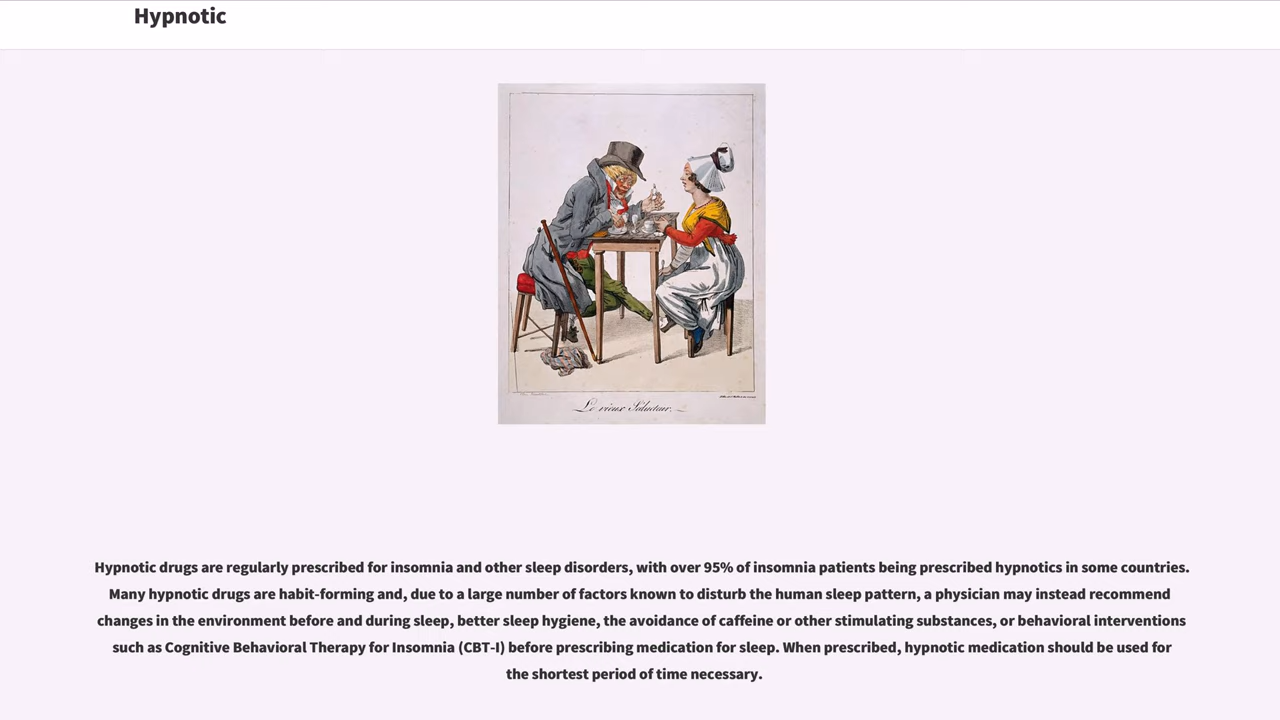 Hypnotic
Le vieux Séducteur.
Hypnotic drugs are regularly prescribed for insomnia and other sleep disorders, with over 95% of insomnia patients being prescribed hypnotics in some countries.
Many hypnotic drugs are habit-forming and, due to a large number of factors known to disturb the human sleep pattern, a physician may instead recommend
changes in the environment before and during sleep, better sleep hygiene, the avoidance of caffeine or other stimulating substances, or behavioral interventions
such as Cognitive Behavioral Therapy for Insomnia (CBT-I) before prescribing medication for sleep. When prescribed, hypnotic medication should be used for
the shortest period of time necessary.